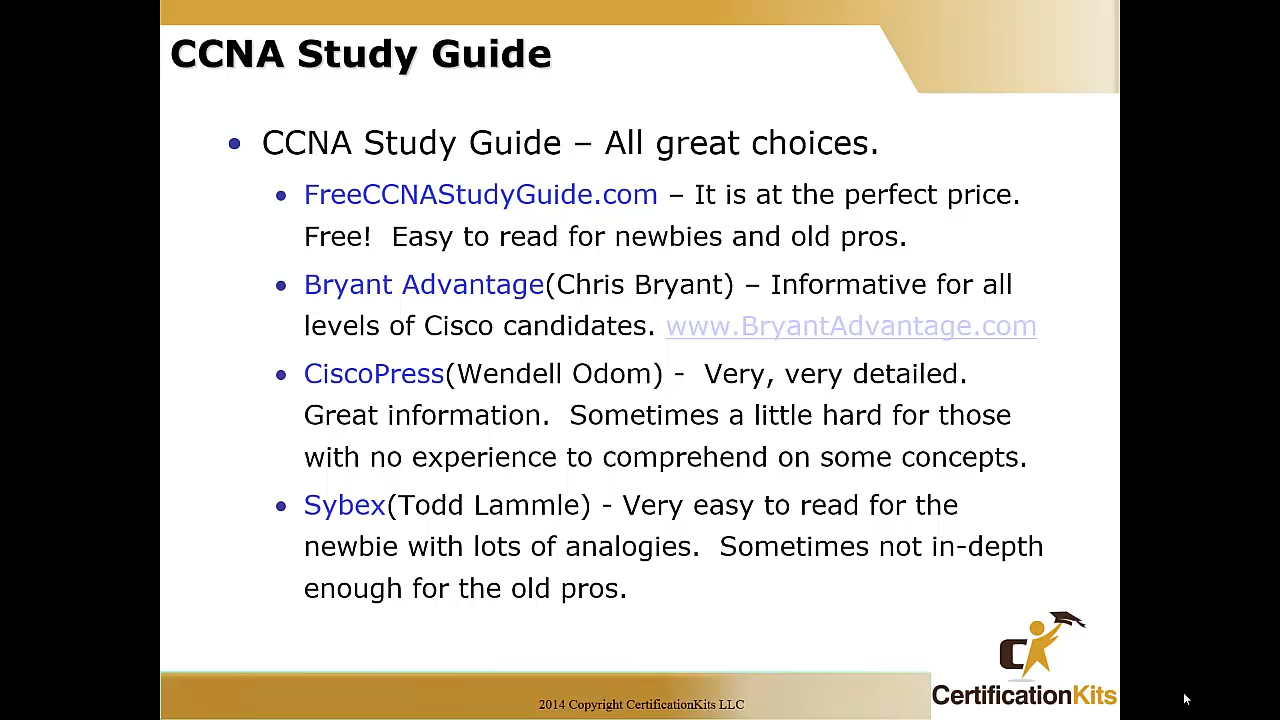 CCNA Study Guide
• CCNA Study Guide – All great choices.
• FreeCCNAStudyGuide.com – It is at the perfect price.
Free!  Easy to read for newbies and old pros.
• Bryant Advantage(Chris Bryant) – Informative for all
levels of Cisco candidates. www.BryantAdvantage.com
• CiscoPress(Wendell Odom) -  Very, very detailed.
Great information.  Sometimes a little hard for those
with no experience to comprehend on some concepts.
• Sybex(Todd Lammle) - Very easy to read for the
newbie with lots of analogies.  Sometimes not in-depth
enough for the old pros.
CertificationKits
2014 Copyright CertificationKits LLC